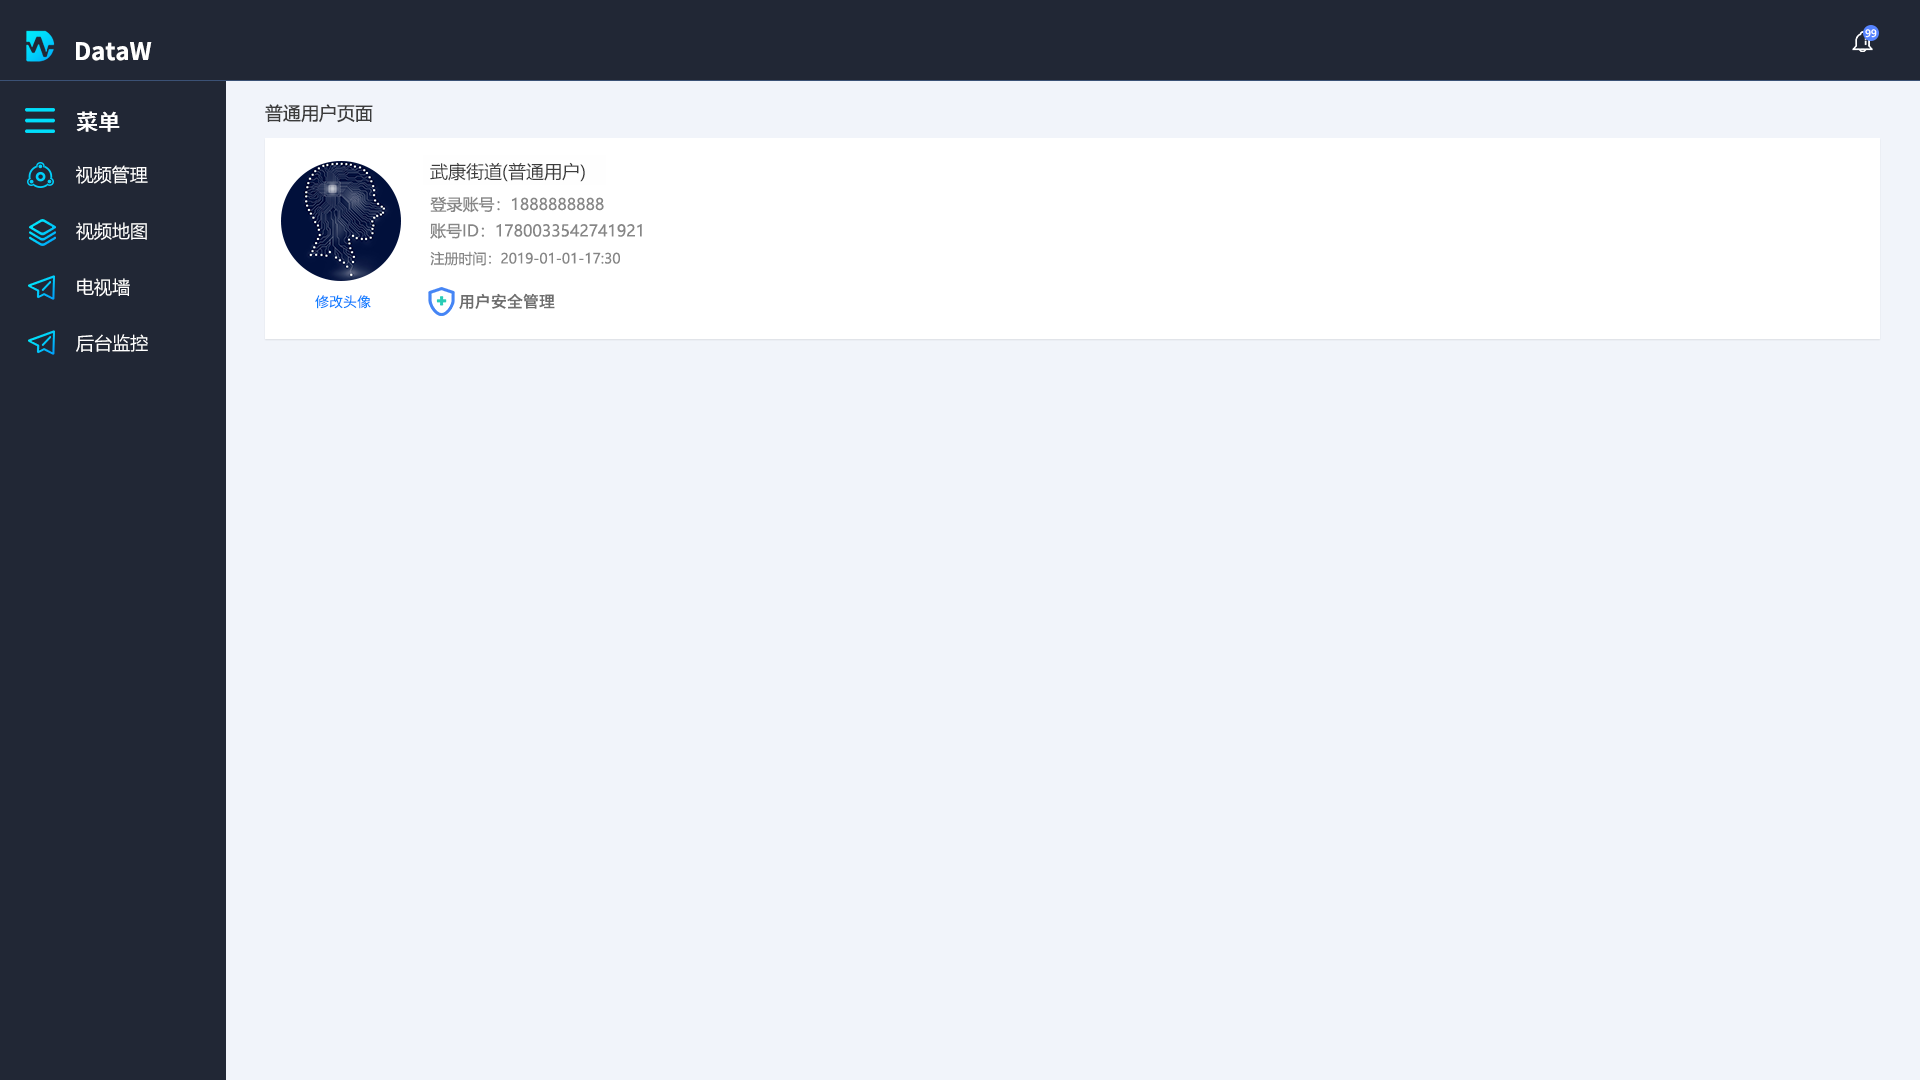 DataW
99
菜单
视频管理
视频地图
电视墙
后台监控
普通用户页面
武康街道(普通用户)
登录账号：1888888888
账号ID：1780033542741921
注册时间：2019-01-01-17:30
修改头像
用户安全管理